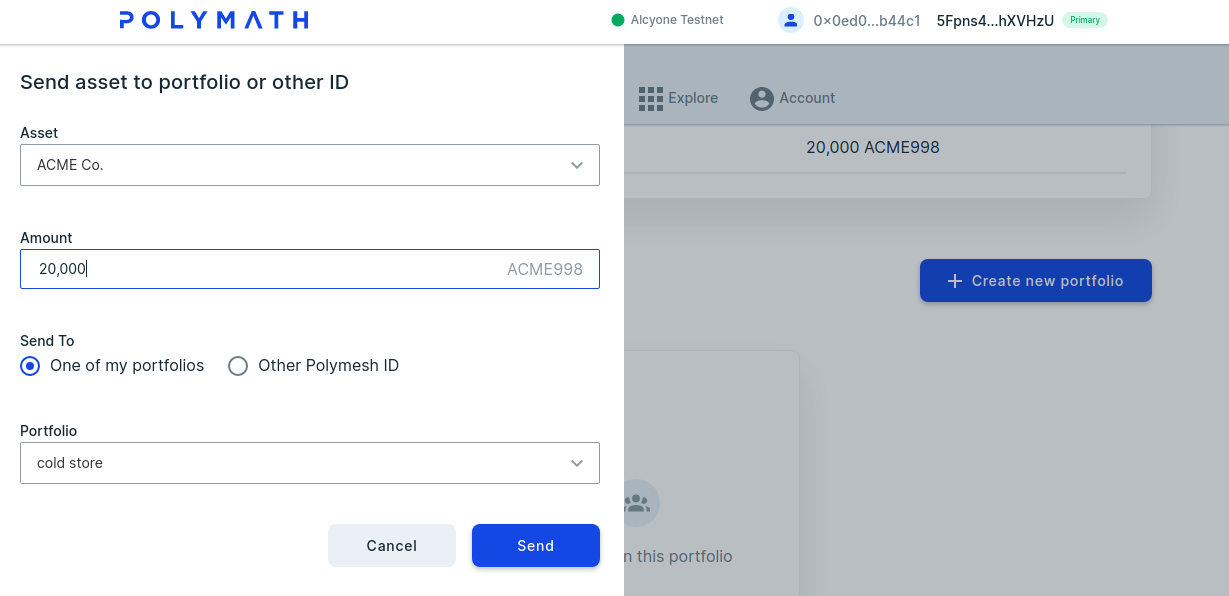 POLYMATH
Alcyone Testnet
0x0ed0...b44c1 5Fpns4...hXVHzU Primary
Send asset to portfolio or other ID
Explore
Account
Asset
ACME Co.
20,000 ACME998
Amount
20,000 ACME998
Create new portfolio
Send To
One of my portfolios Other Polymesh ID
Portfolio
cold store
Cancel
Send
n this portfolio